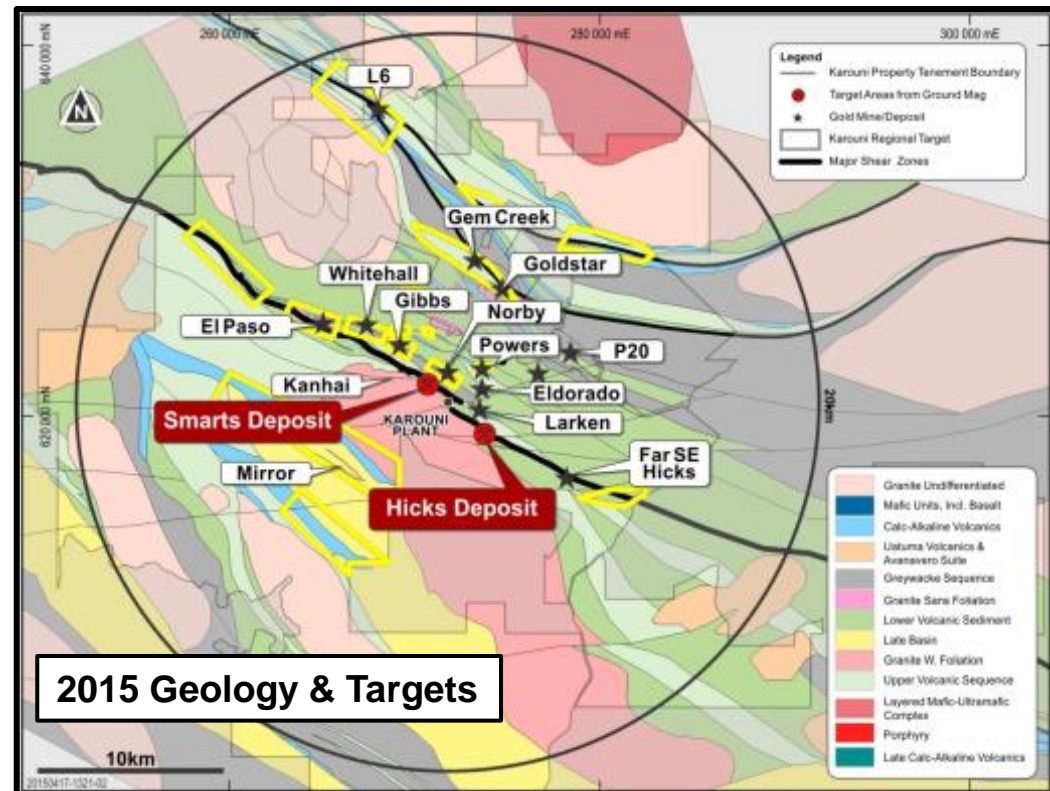 260 000 mE
280 000 mE
300 000 mE
640 000 mN
620 000 mN
N
Legend
Karouni Property Tenement Boundary
Target Areas from Ground Mag
Gold Mine/Deposit
Karouni Regional Target
Major Shear Zones
L6
Gem Creek
Goldstar
Whitehall
Gibbs
Norby
El Paso
Powers
P20
Kanhai
Eldorado
Smarts Deposit
KAROUNI
PLANT
Larken
20km
Mirror
Far SE
Hicks
Hicks Deposit
Granite Undifferentiated
Mafic Units, Incl. Basalt
Calc-Alkaline Volcanics
Uatuma Volcanics &
Avanavero Suite
Greywacke Sequence
Granite Sans Foliation
Lower Volcanic Sediment
Late Basin
Granite W. Foliation
Upper Volcanic Sequence
Layered Mafic-Ultramafic
Complex
Porphyry
Late Calc-Alkaline Volcanics
2015 Geology & Targets
10km
20150417-1321-02